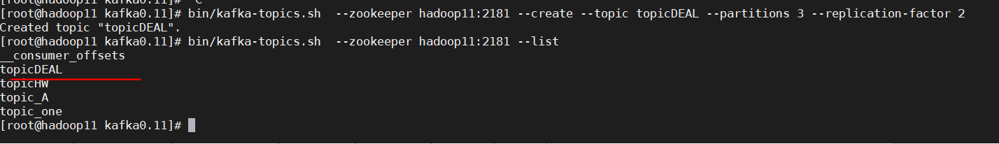 [root@hadoop11 kafka0.11]# ^C
[root@hadoop11 kafka0.11]# bin/kafka-topics.sh  --zookeeper hadoop11:2181 --create --topic topicDEAL --partitions 3 --replication-factor 2
Created topic "topicDEAL".
[root@hadoop11 kafka0.11]# bin/kafka-topics.sh  --zookeeper hadoop11:2181 --list
__consumer_offsets
topicDEAL
topicHW
topic_A
topic_one
[root@hadoop11 kafka0.11]#